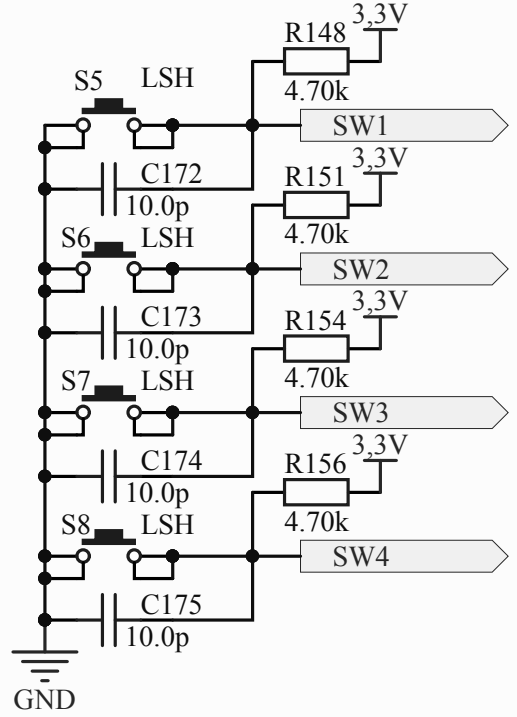 3,3V
R148
S5 LSH
4.70k
SW1
3,3V
C172
R151
10.0p
S6 LSH
4.70k
SW2
3,3V
C173
R154
10.0p
S7 LSH
4.70k
SW3
3,3V
C174
R156
10.0p
S8 LSH
4.70k
SW4
C175
10.0p
GND